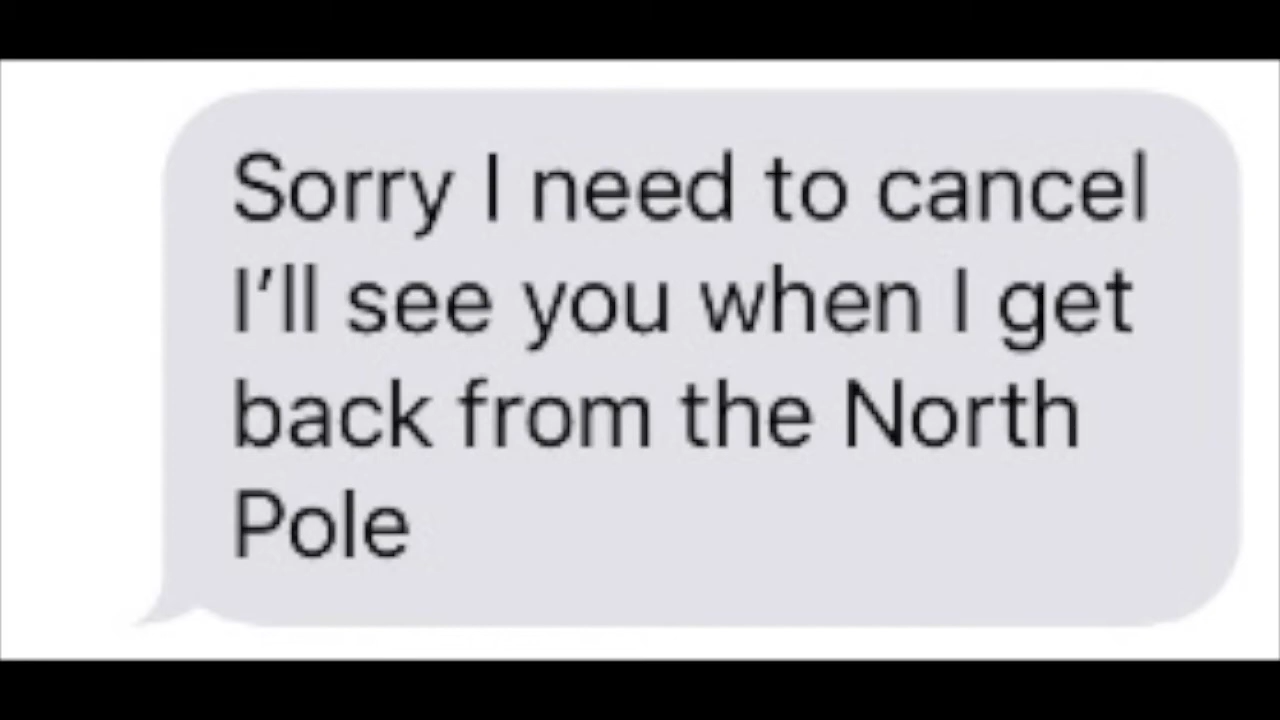 Sorry I need to cancel
I’ll see you when I get
back from the North
Pole